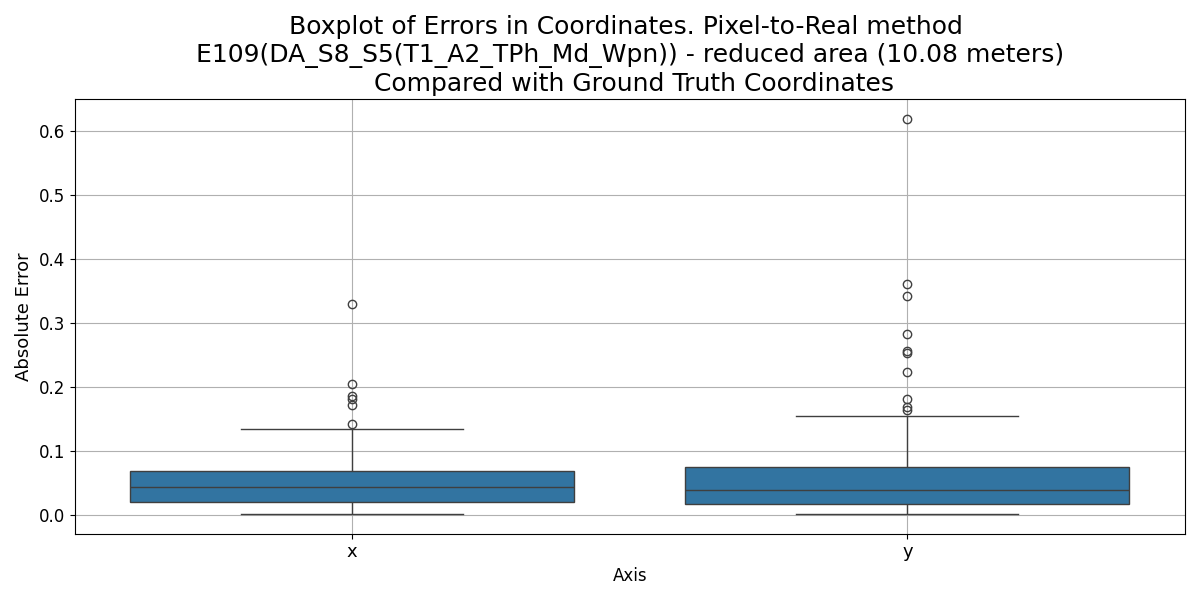 Boxplot of Errors in Coordinates. Pixel-to-Real method
E109(DA_S8_S5(T1_A2_TPh_Md_Wpn)) - reduced area (10.08 meters)
Compared with Ground Truth Coordinates
0.6
0.5
0.4
0.3
0.2
0.1
0.0
Absolute Error
x
y
Axis